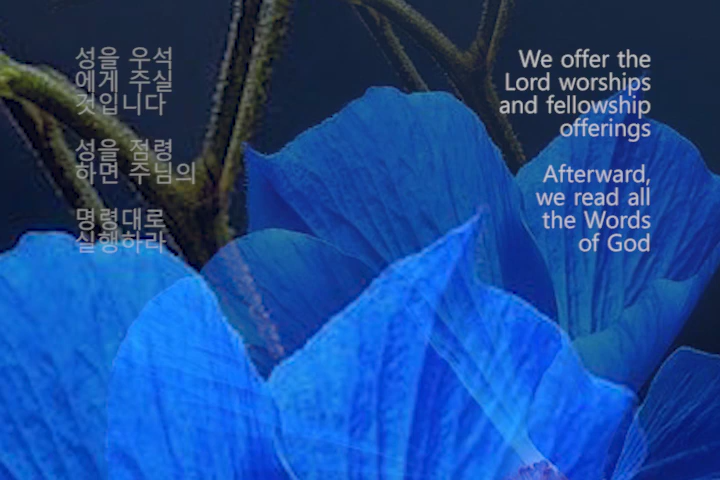 성을 우석
에게 주실
것입니다
성을 점령
하면 주님의
명령대로
실행하라
We offer the
Lord worships
and fellowship
offerings
Afterward,
we read all
the Words
of God